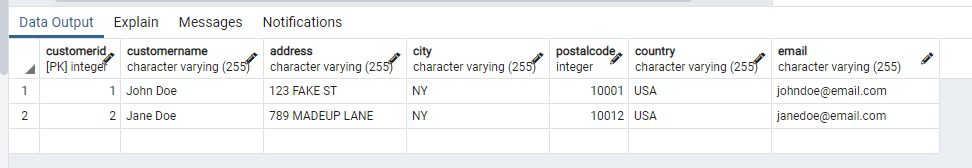 Data Output Explain Messages Notifications
customerid customername address city postalcode country email
[PK] integer character varying (255) character varying (255) character varying (255) integer character varying (255) character varying (255)
1 1 John Doe 123 FAKE ST NY 10001 USA johndoe@email.com
2 2 Jane Doe 789 MADEUP LANE NY 10012 USA janedoe@email.com